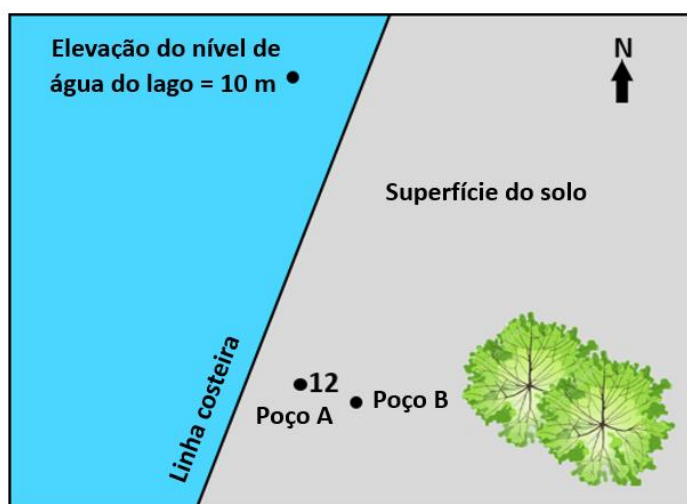 Elevação do nível de
água do lago = 10 m
N
Superfície do solo
Linha costeira
12
Poço A
Poço B